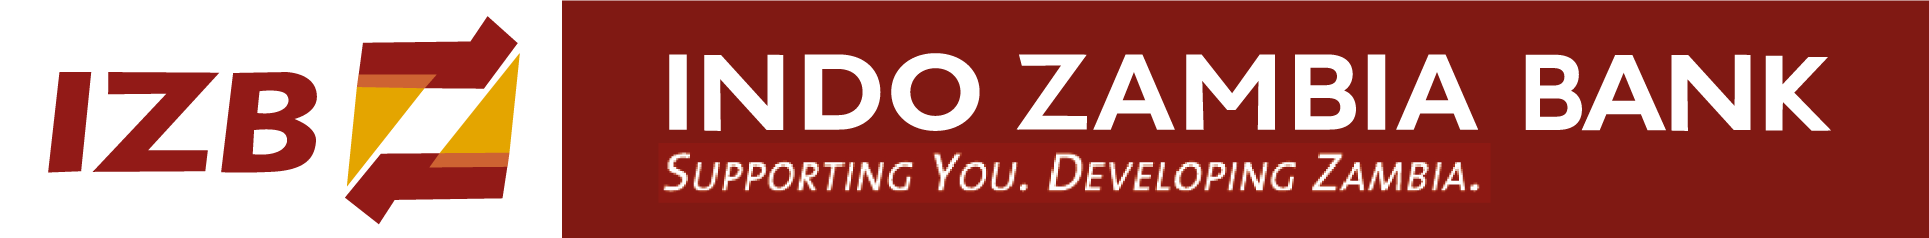 IZB
INDO ZAMBIA BANK
SUPPORTING YOU. DEVELOPING ZAMBIA.